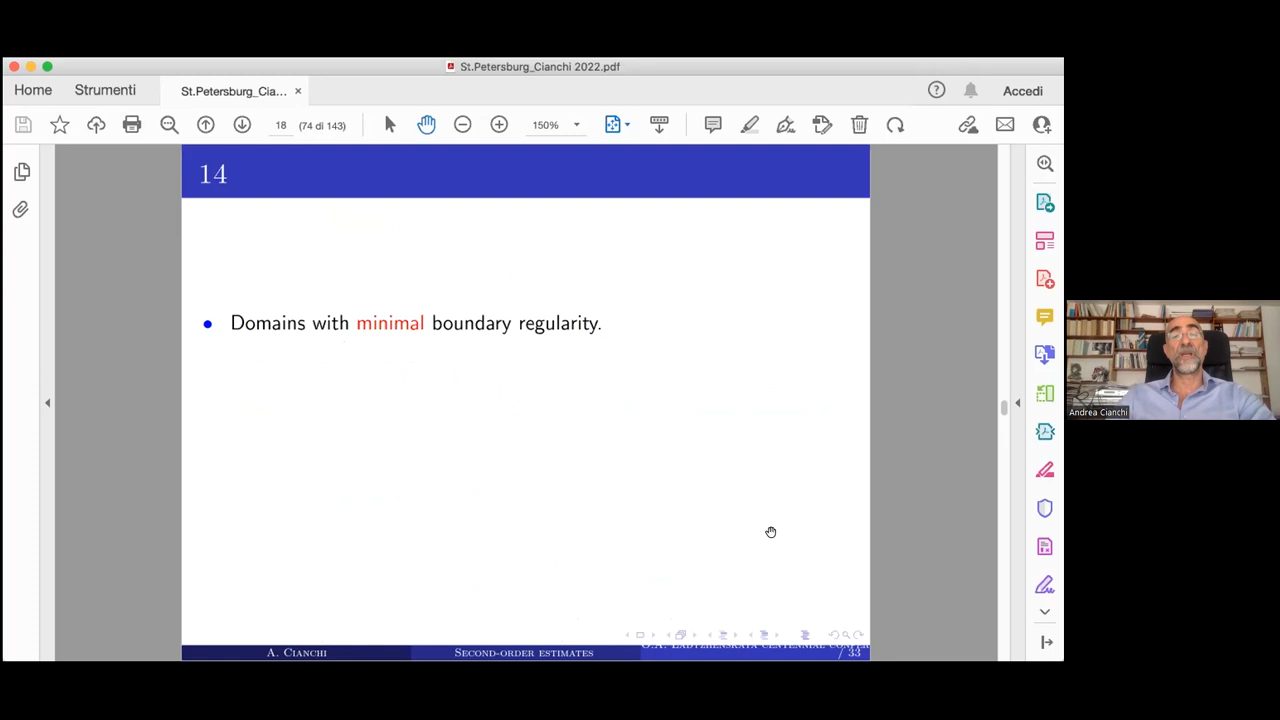 St.Petersburg_Cianchi 2022.pdf
Home
Strumenti
St.Petersburg_Cia... ×
Accedi
18
(74 di 143)
150%
14
• Domains with minimal boundary regularity.
Andrea Cianchi
A. Cianchi
Second-order estimates
/ 33